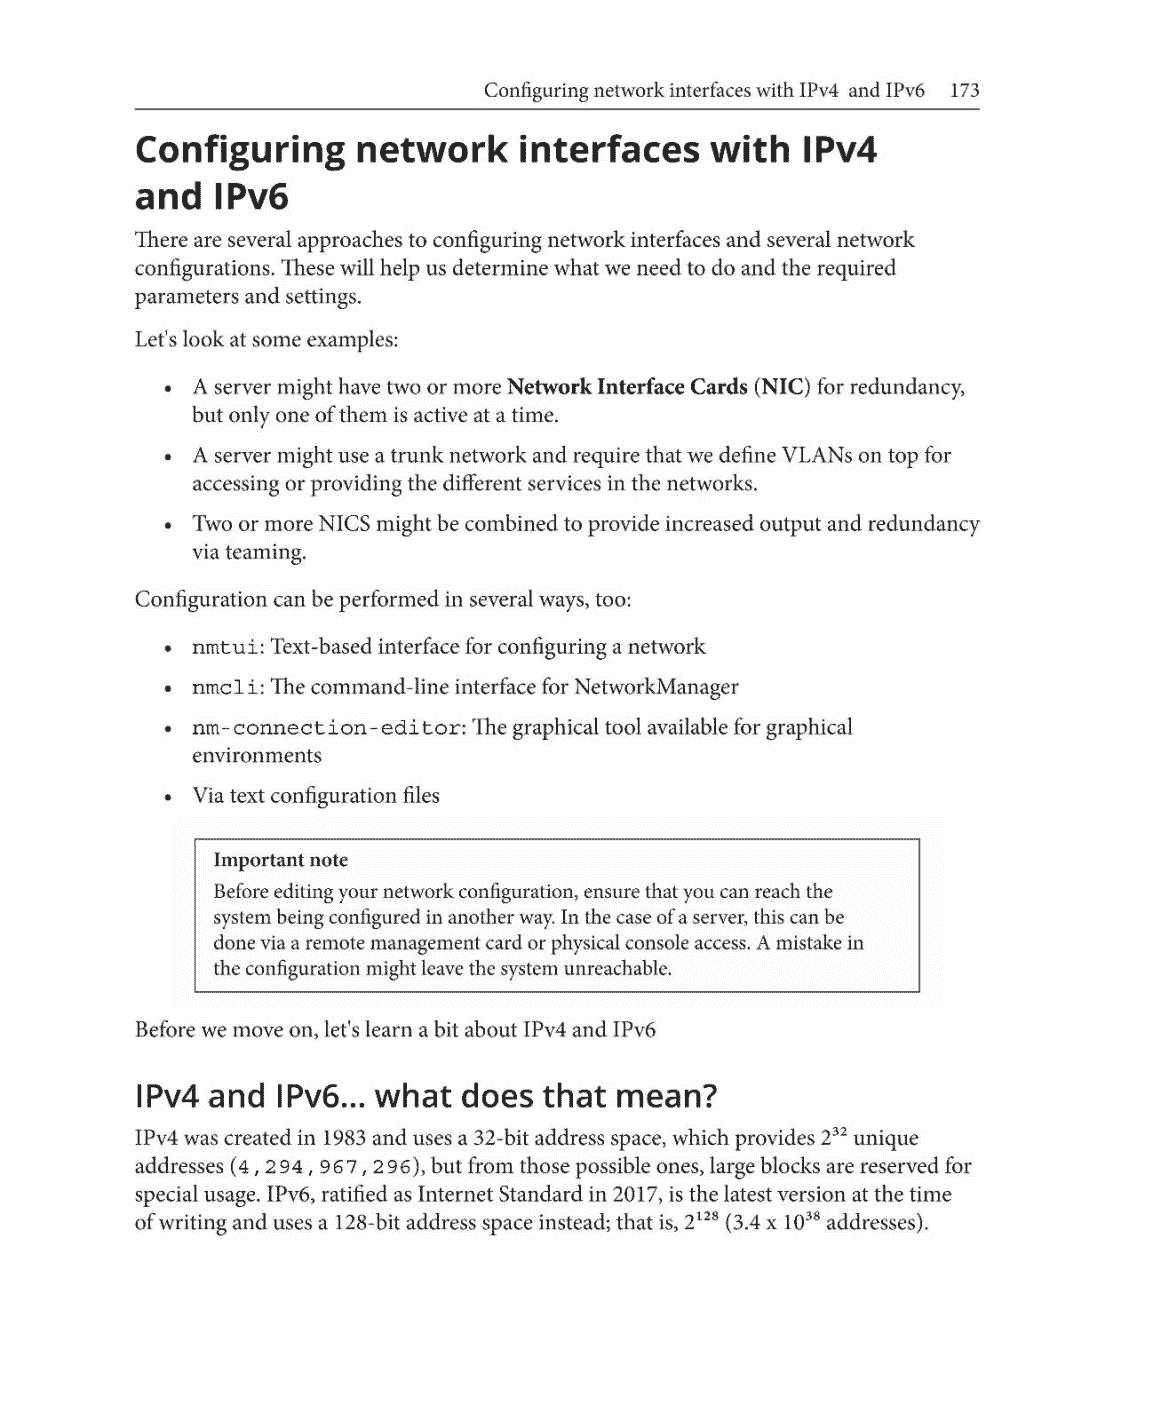 Configuring network interfaces with IPv4 and IPv6 173
Configuring network interfaces with IPv4
and IPv6
There are several approaches to configuring network interfaces and several network
configurations. These will help us determine what we need to do and the required
parameters and settings.
Let's look at some examples:
• A server might have two or more Network Interface Cards (NIC) for redundancy,
but only one of them is active at a time.
• A server might use a trunk network and require that we define VLANs on top for
accessing or providing the different services in the networks.
• Two or more NICS might be combined to provide increased output and redundancy
via teaming.
Configuration can be performed in several ways, too:
• nmtui: Text-based interface for configuring a network
• nmcli: The command-line interface for NetworkManager
• nm-connection-editor: The graphical tool available for graphical
environments
• Via text configuration files
Important note
Before editing your network configuration, ensure that you can reach the
system being configured in another way. In the case of a server, this can be
done via a remote management card or physical console access. A mistake in
the configuration might leave the system unreachable.
Before we move on, let's learn a bit about IPv4 and IPv6
IPv4 and IPv6... what does that mean?
IPv4 was created in 1983 and uses a 32-bit address space, which provides 2³² unique
addresses (4,294,967,296), but from those possible ones, large blocks are reserved for
special usage. IPv6, ratified as Internet Standard in 2017, is the latest version at the time
of writing and uses a 128-bit address space instead; that is, 2¹²⁸ (3.4 x 10³⁸ addresses).